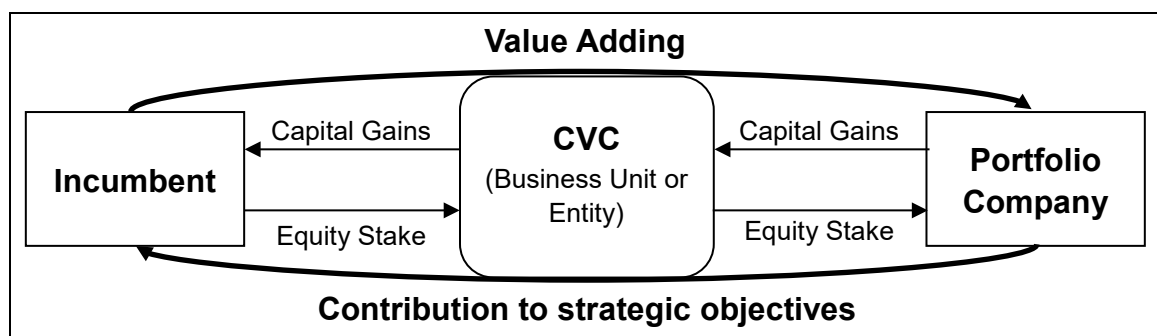 Value Adding
Capital Gains
Capital Gains
CVC
Incumbent
(Business Unit or
Entity)
Portfolio
Company
Equity Stake
Equity Stake
Contribution to strategic objectives